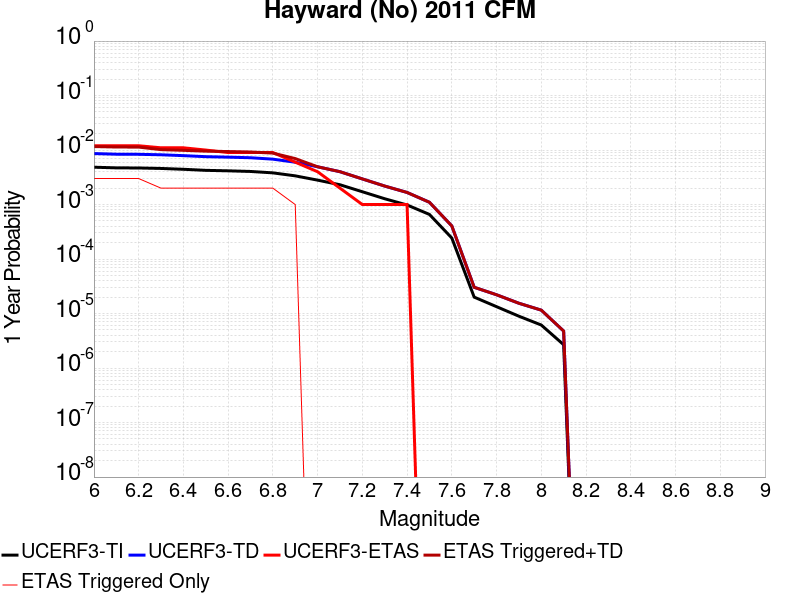 Hayward (No) 2011 CFM
10 0
10 -1
10 -2
10 -3
10 -4
10 -5
10 -6
10 -7
10 -8
1 Year Probability
6 6.2 6.4 6.6 6.8 7 7.2 7.4 7.6 7.8 8 8.2 8.4 8.6 8.8 9
Magnitude
UCERF3-TI UCERF3-TD UCERF3-ETAS ETAS Triggered+TD
ETAS Triggered Only